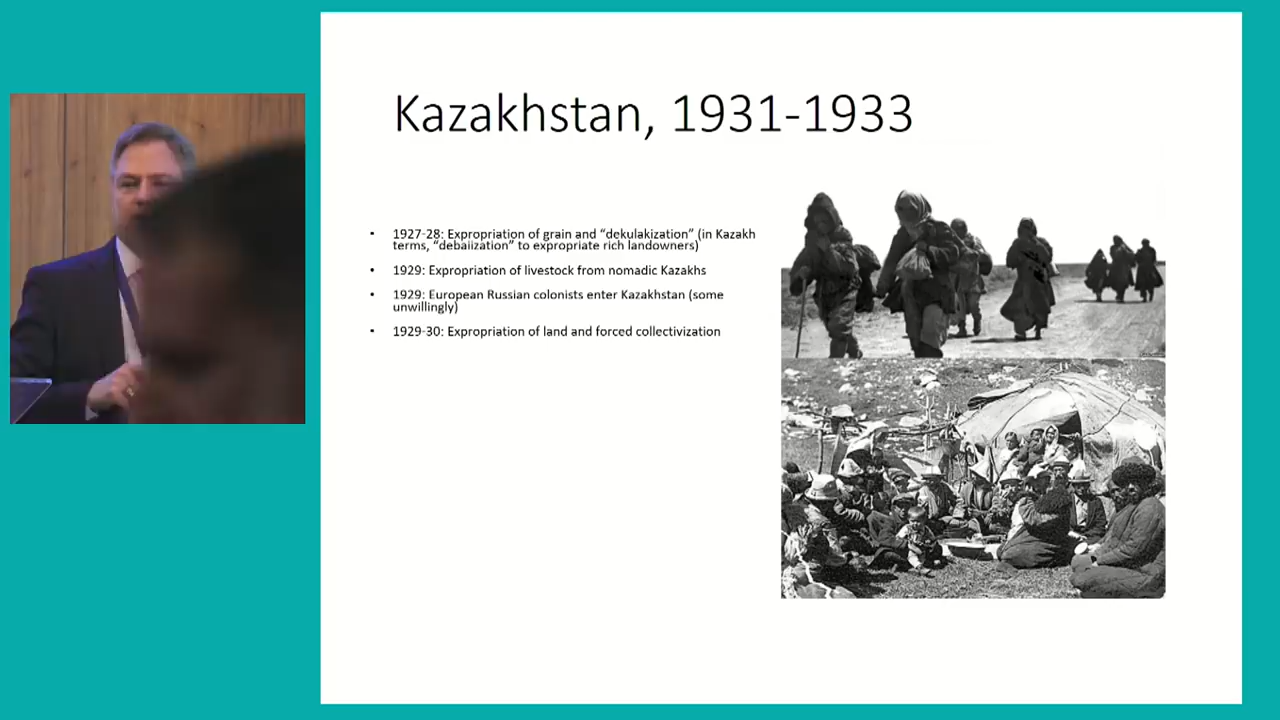 Kazakhstan, 1931-1933
• 1927-28: Expropriation of grain and “dekulakization” (in Kazakh
terms, “debaiization” to expropriate rich landowners)
• 1929: Expropriation of livestock from nomadic Kazakhs
• 1929: European Russian colonists enter Kazakhstan (some
unwillingly)
• 1929-30: Expropriation of land and forced collectivization